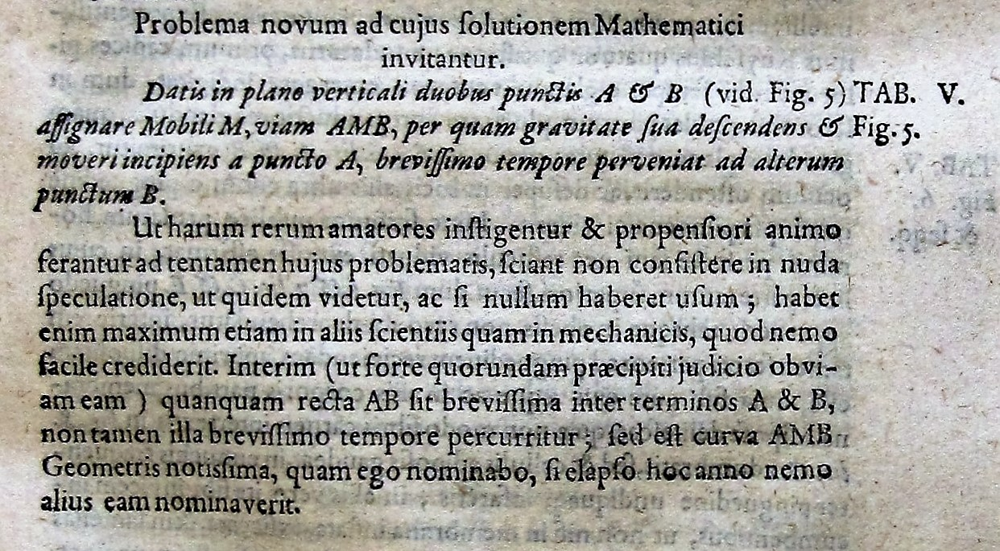 Problema novum ad cujus ſolutionem Mathematici
invitantur.
Datis in plano verticali duobus punctis A & B (vid. Fig. 5) TAB. V.
aſſignare Mobili M, viam AMB, per quam gravitate ſua deſcendens & Fig. 5.
moveri incipiens a puncto A, breviſſimo tempore perveniat ad alterum
punctum B.
Ut harum rerum amatores inſtigentur & propenſiori animo
ferantur ad tentamen hujus problematis, ſciant non conſiſtere in nuda
ſpeculatione, ut quidem videtur, ac ſi nullum haberet uſum ; habet
enim maximum etiam in aliis ſcientiis quam in mechanicis, quod nemo
facile crediderit. Interim (ut forte quorundam præcipiti judicio obvi-
am eam ) quanquam recta AB ſit breviſſima inter terminos A & B,
non tamen illa breviſſimo tempore percurritur ; ſed eſt curva AMB
Geometris notiſſima, quam ego nominabo, ſi elapſo hoc anno nemo
alius eam nominaverit.